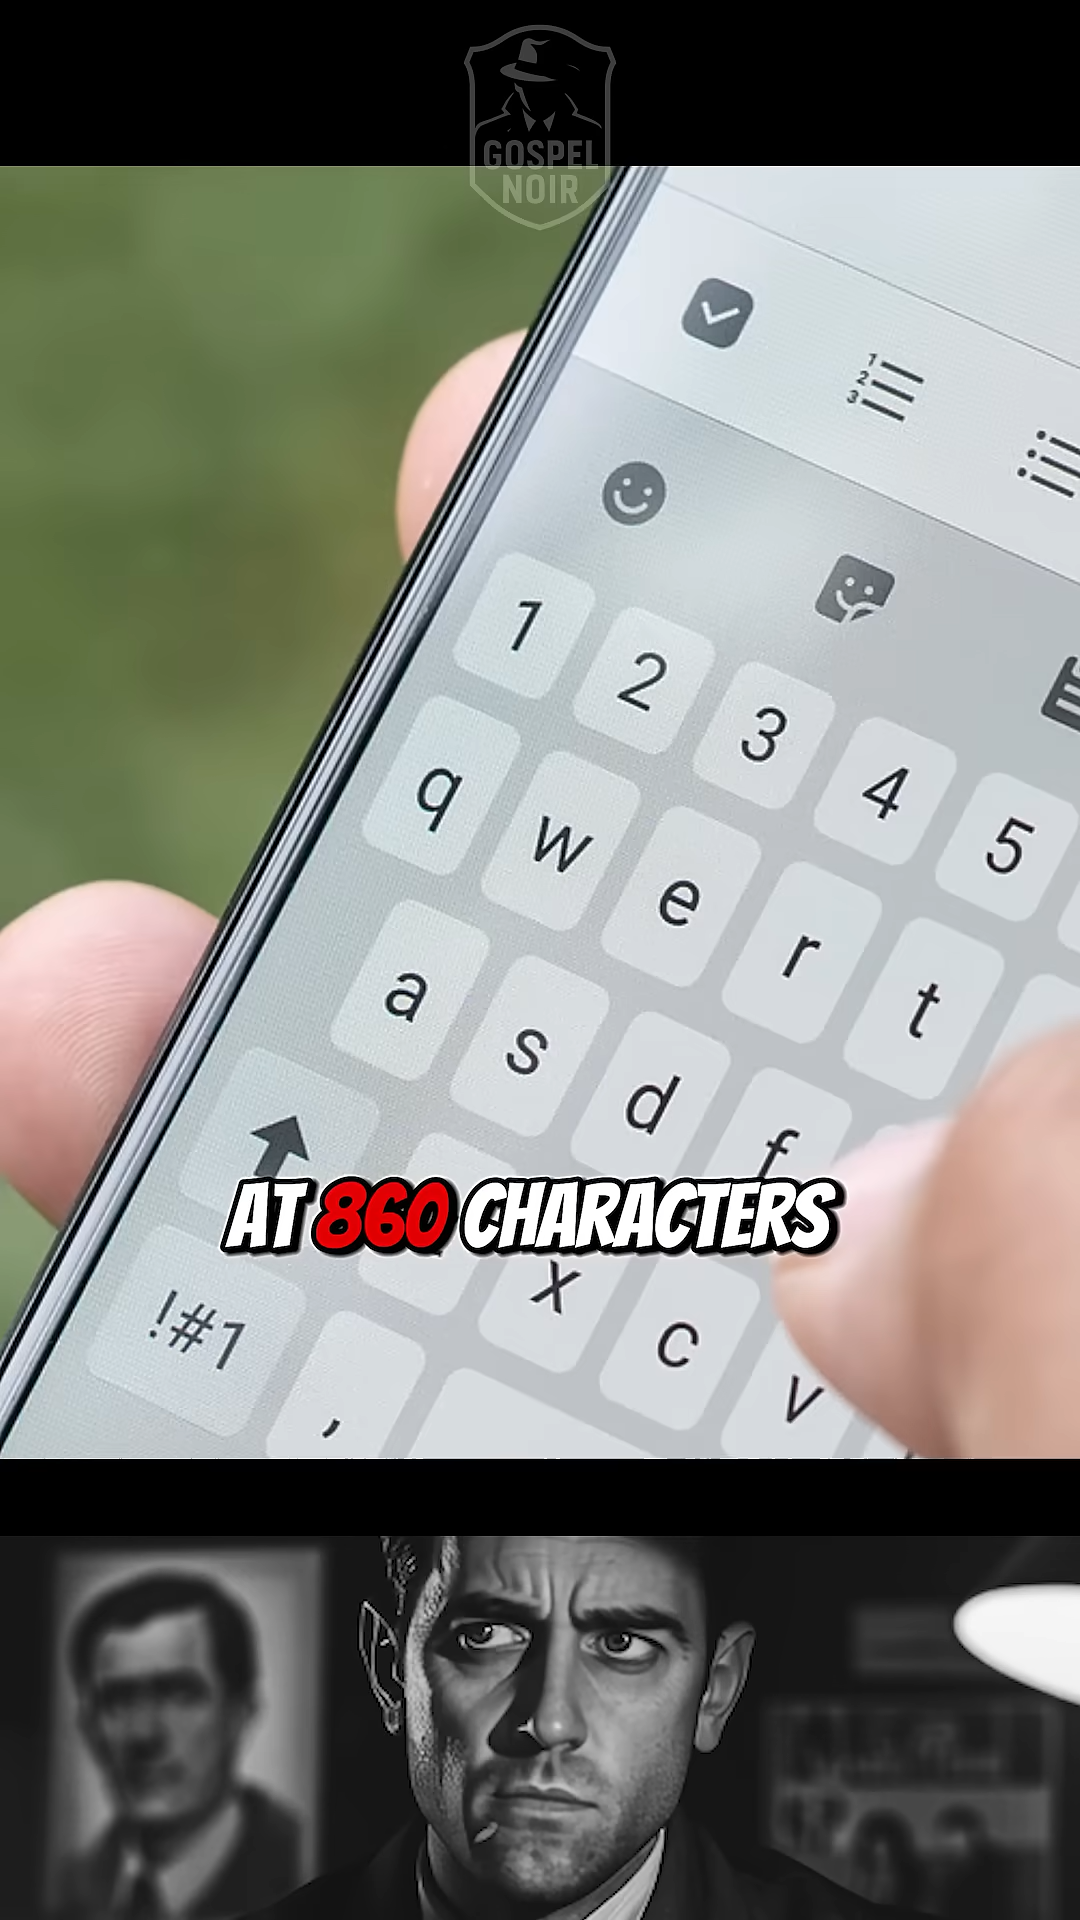 GOSPEL
NOIR
1
2
3
1 2 3 4 5
q w e r t
a s d f
AT 860 CHARACTERS
x c v
!#1 ,